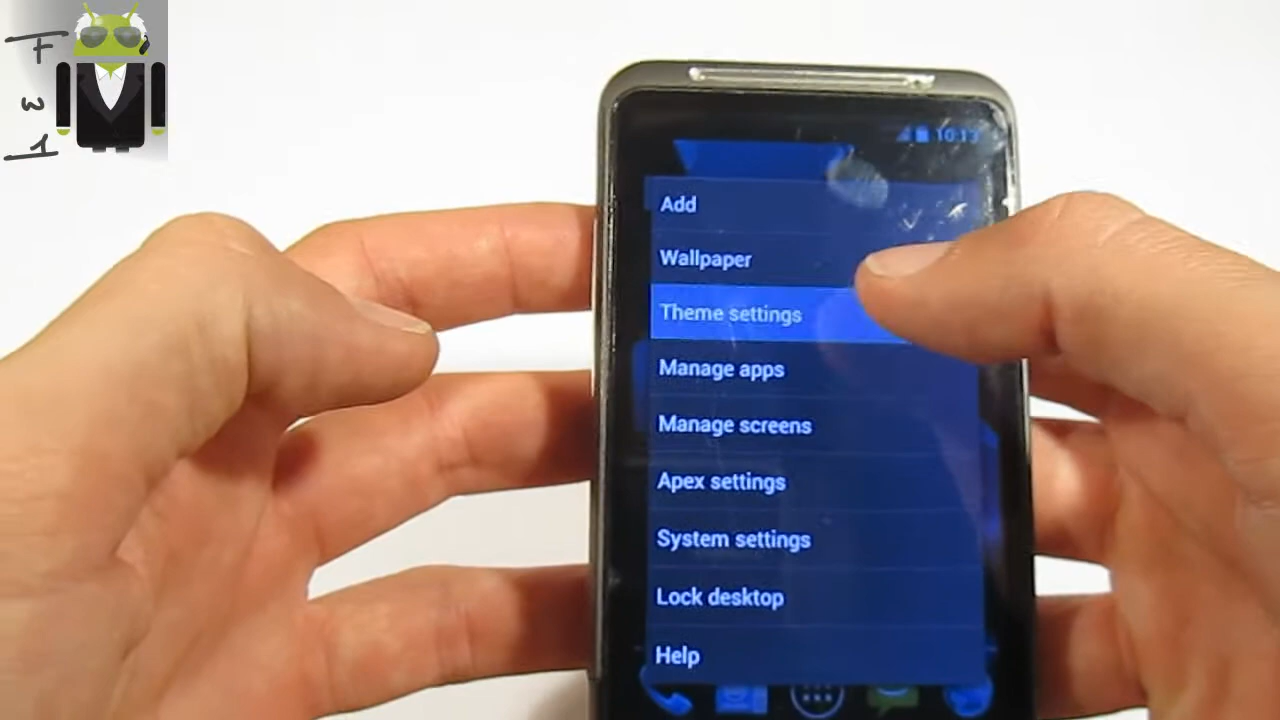 F
w
1
10:13
Add
Wallpaper
Theme settings
Manage apps
Manage screens
Apex settings
System settings
Lock desktop
Help